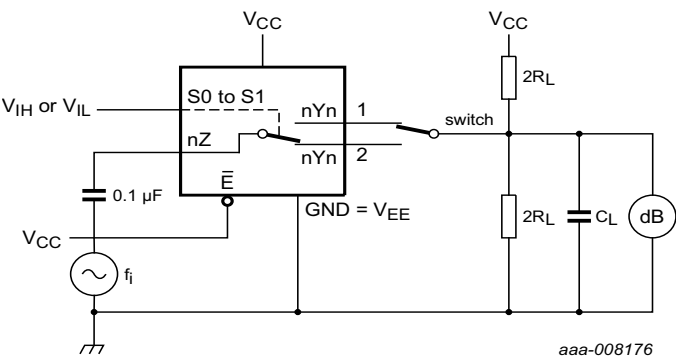 VCC
VCC
2RL
VIH or VIL
S0 to S1
nYn
1
switch
nZ
nYn
2
E̅
0.1 µF
GND = VEE
2RL
CL
dB
VCC
fi
aaa-008176